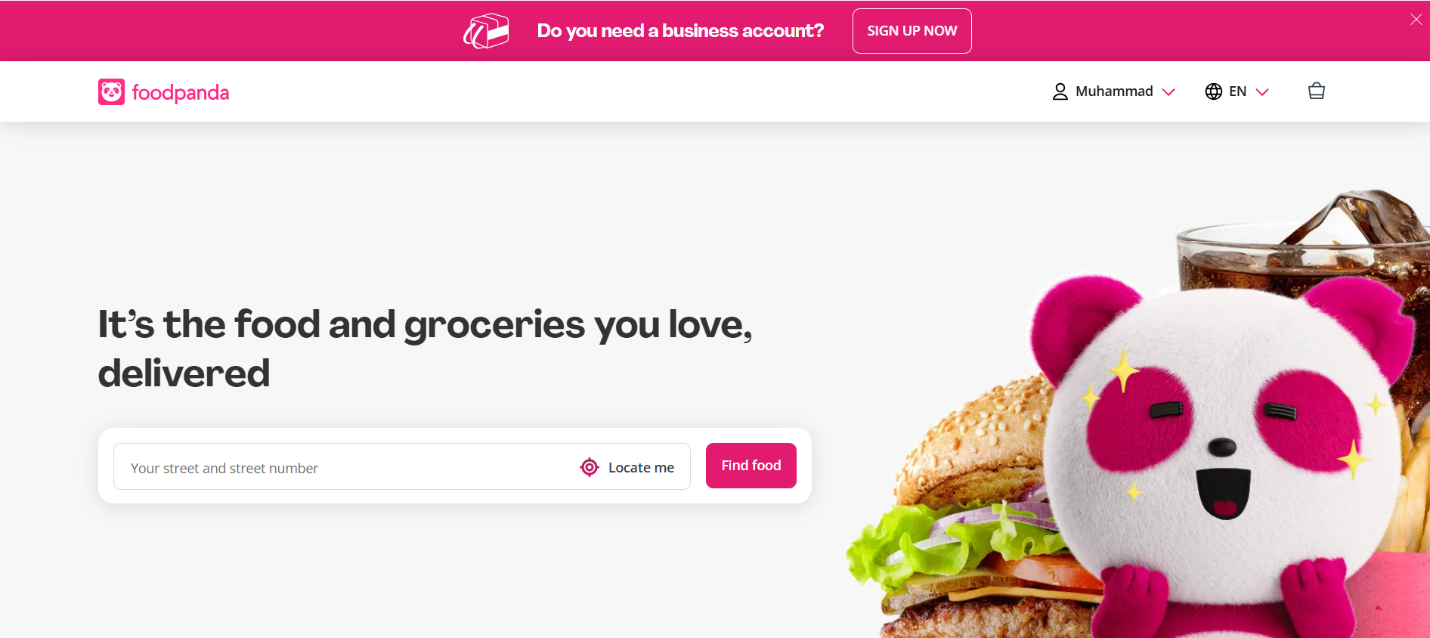 Do you need a business account?
SIGN UP NOW
foodpanda
Muhammad
EN
It’s the food and groceries you love,
delivered
Your street and street number
Locate me
Find food